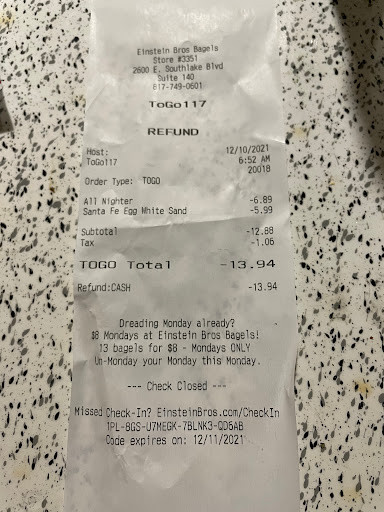 Einstein Bros Bagels
Store #3351
2600 E. Southlake Blvd
Suite 140
817-749-0601
ToGo117
REFUND
Host: 12/10/2021
ToGo117 6:52 AM
20018
Order Type: TOGO
All Nighter -6.89
Santa Fe Egg White Sand -5.99
Subtotal -12.88
Tax -1.06
TOGO Total -13.94
Refund:CASH -13.94
Dreading Monday already?
$8 Mondays at Einstein Bros Bagels!
13 bagels for $8 - Mondays ONLY
Un-Monday your Monday this Monday.
--- Check Closed ---
Missed Check-In? EinsteinBros.com/CheckIn
1PL-8GS-U7MEGK-7BLNK3-QD6AB
Code expires on: 12/11/2021